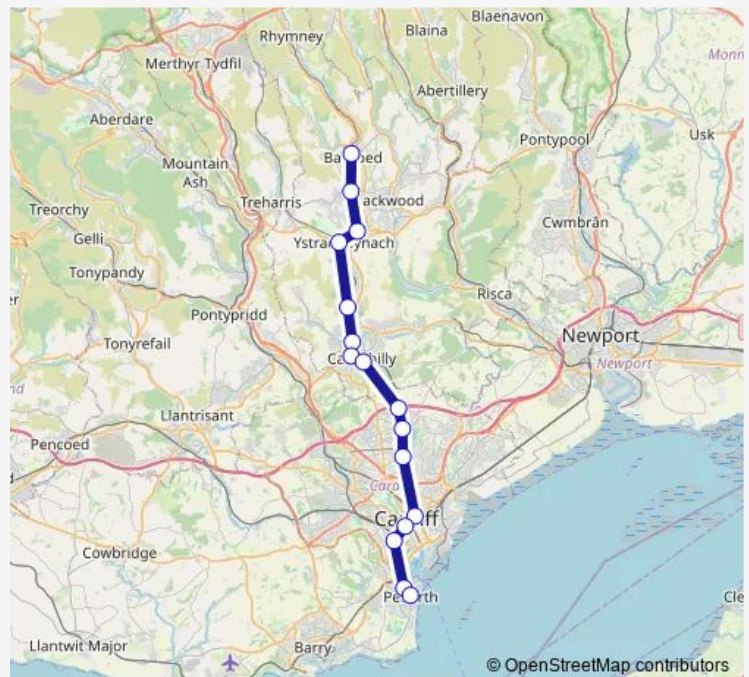 Blaenavon
Rhymney
Blaina
Merthyr Tydfil
Abertillery
Aberdare
Usk
Pontypool
Mountain
Ash
Treorchy
Treharris
Cwmbrân
Gelli
Tonypandy
Risca
Pontypridd
Newport
Tonyrefail
Newport
Llantrisant
Pencoed
Cowbridge
Llantwit Major
Barry
© OpenStreetMap contributors